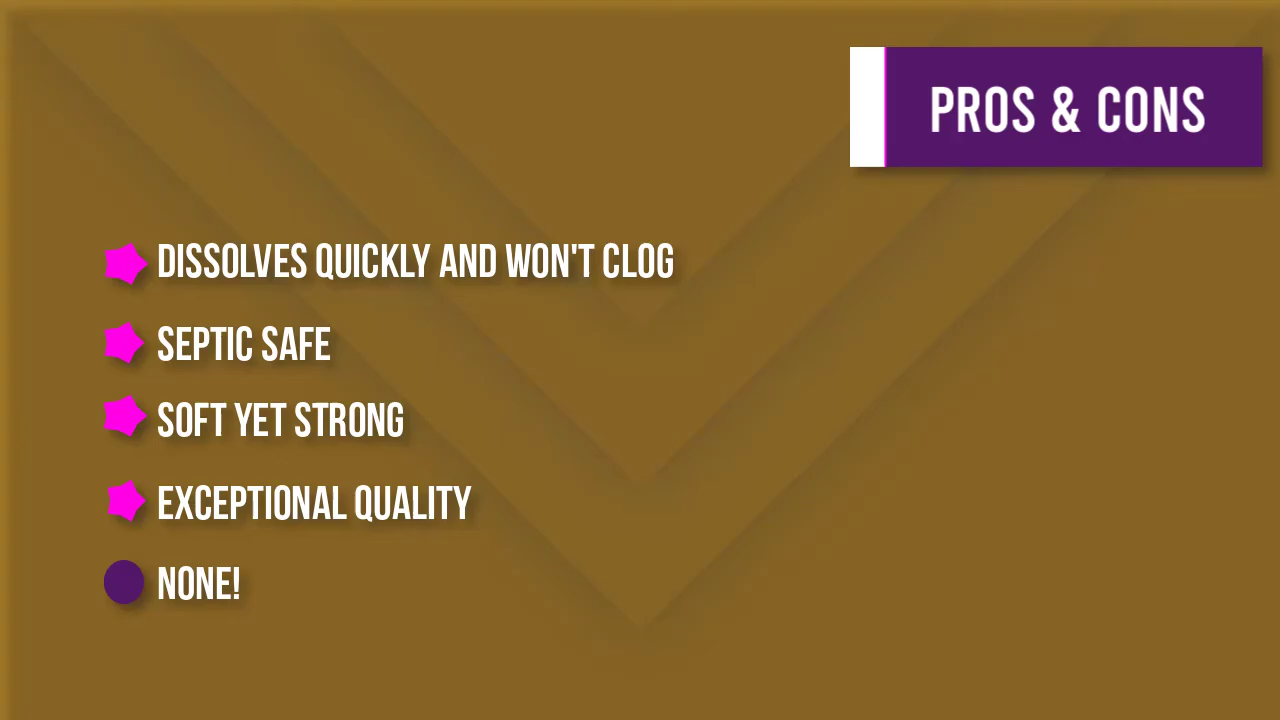 PROS & CONS
DISSOLVES QUICKLY AND WON'T CLOG
SEPTIC SAFE
SOFT YET STRONG
EXCEPTIONAL QUALITY
NONE!